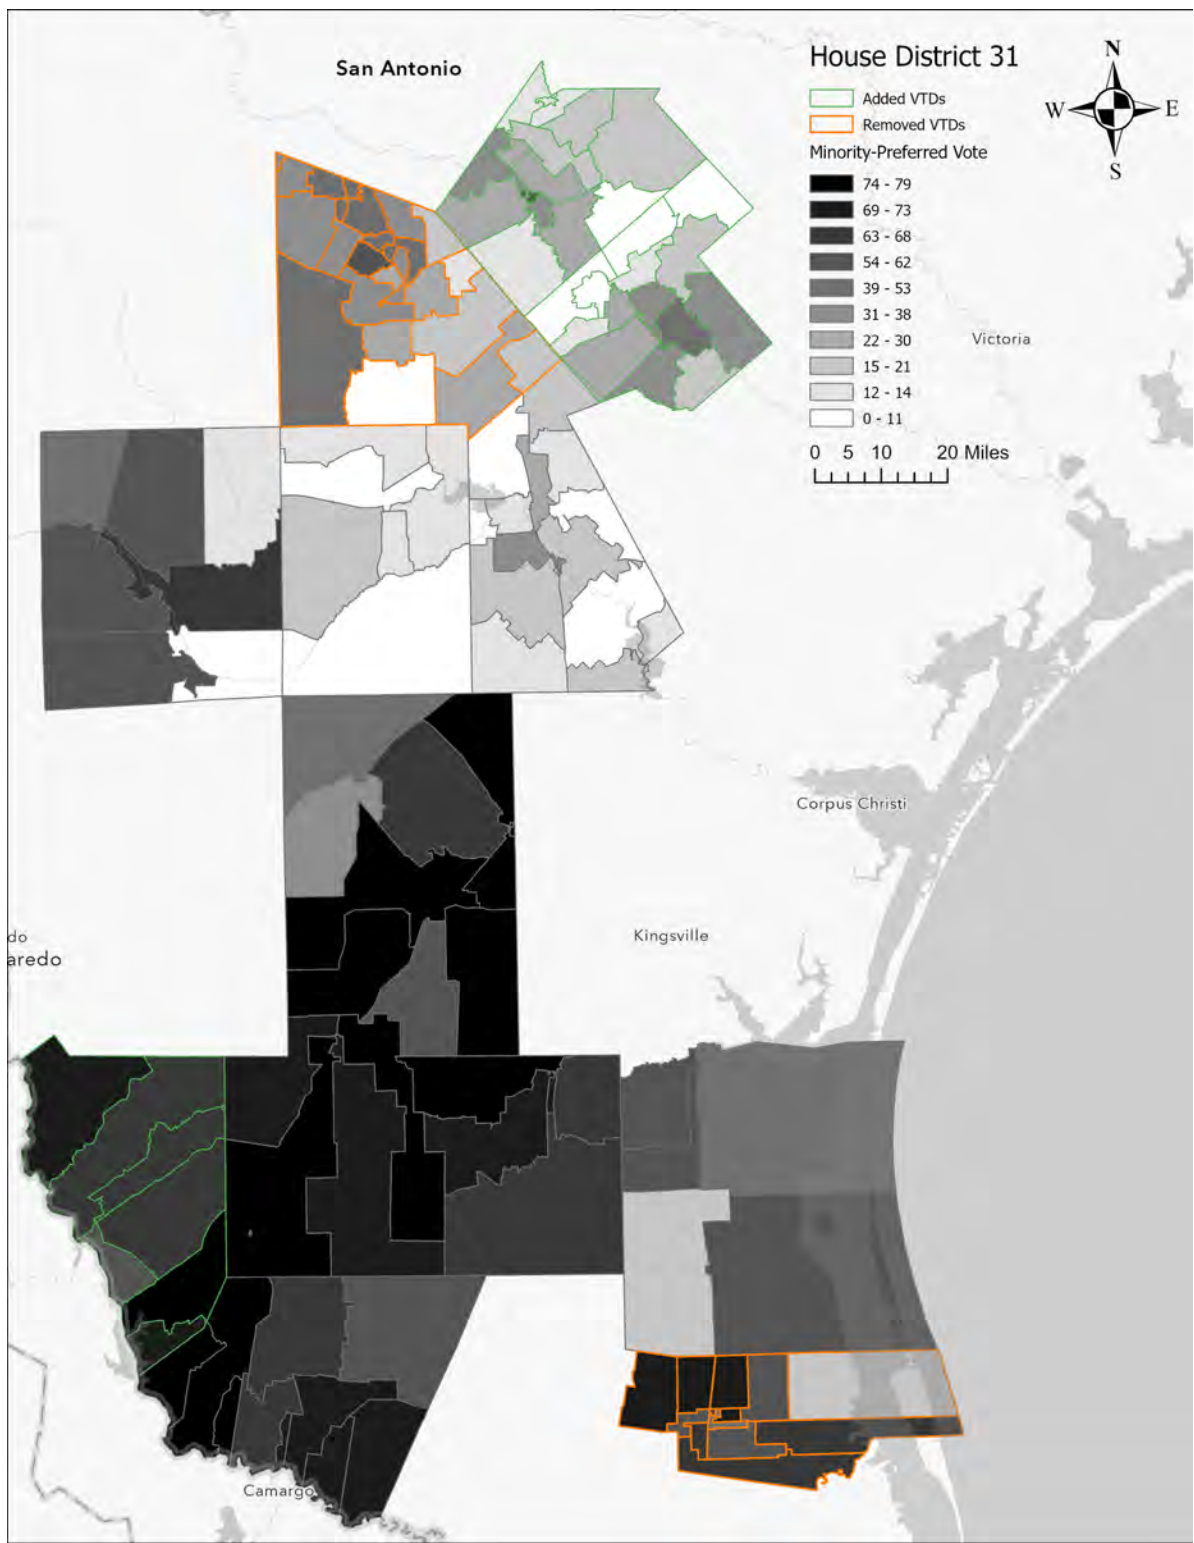 San Antonio
House District 31
Added VTDs
Removed VTDs
Minority-Preferred Vote
74 - 79
69 - 73
63 - 68
54 - 62
39 - 53
31 - 38
22 - 30
15 - 21
12 - 14
0 - 11
0 5 10 20 Miles
N
W E
S
Victoria
Corpus Christi
Kingsville
do
aredo
Camargo